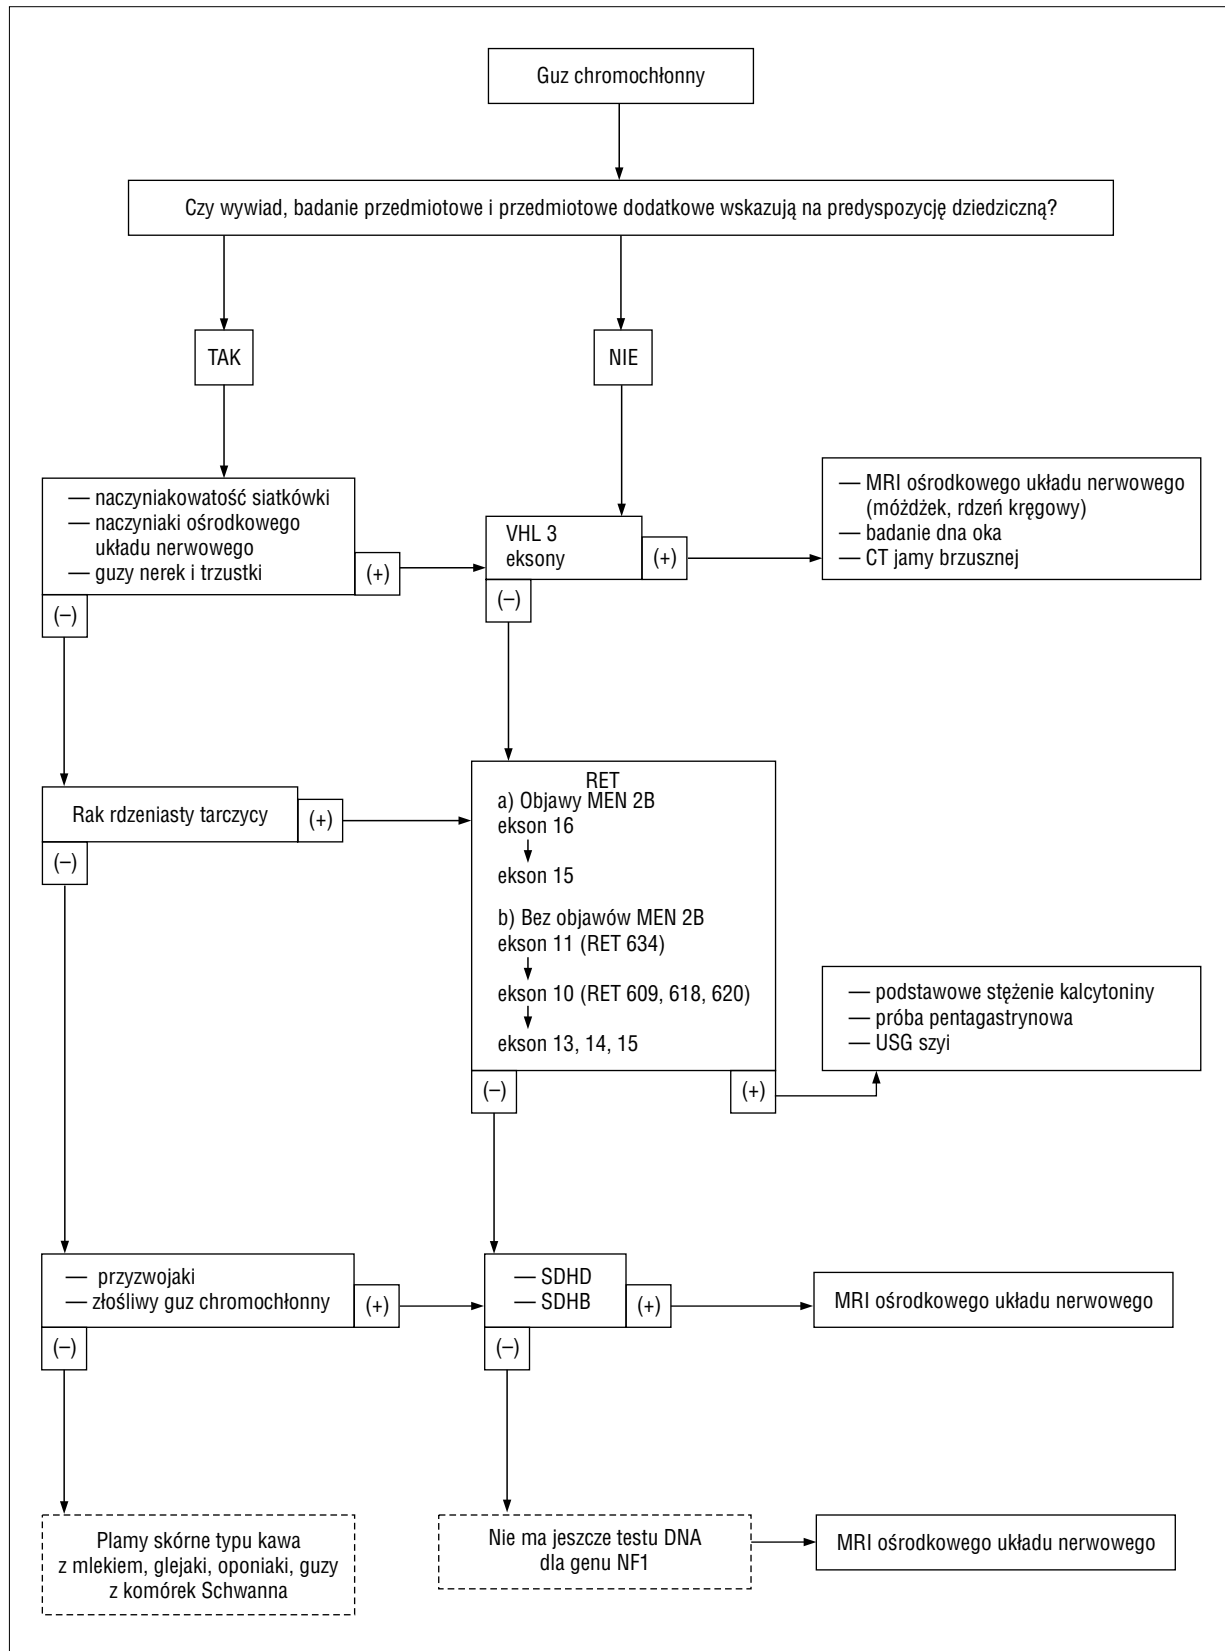 Guz chromochłonny
Czy wywiad, badanie przedmiotowe i przedmiotowe dodatkowe wskazują na predyspozycję dziedziczną?
TAK
NIE
— naczyniakowatość siatkówki
— naczyniaki ośrodkowego
układu nerwowego
— guzy nerek i trzustki
(+)
(–)
VHL 3
eksony
(+)
(–)
— MRI ośrodkowego układu nerwowego
(móżdżek, rdzeń kręgowy)
— badanie dna oka
— CT jamy brzusznej
Rak rdzeniasty tarczycy
(+)
(–)
RET
a) Objawy MEN 2B
ekson 16
ekson 15
b) Bez objawów MEN 2B
ekson 11 (RET 634)
ekson 10 (RET 609, 618, 620)
ekson 13, 14, 15
(–)
(+)
— podstawowe stężenie kalcytoniny
— próba pentagastrynowa
— USG szyi
— przyzwojaki
— złośliwy guz chromochłonny
(+)
(–)
— SDHD
— SDHB
(+)
(–)
MRI ośrodkowego układu nerwowego
Plamy skórne typu kawa
z mlekiem, glejaki, oponiaki, guzy
z komórek Schwanna
Nie ma jeszcze testu DNA
dla genu NF1
MRI ośrodkowego układu nerwowego